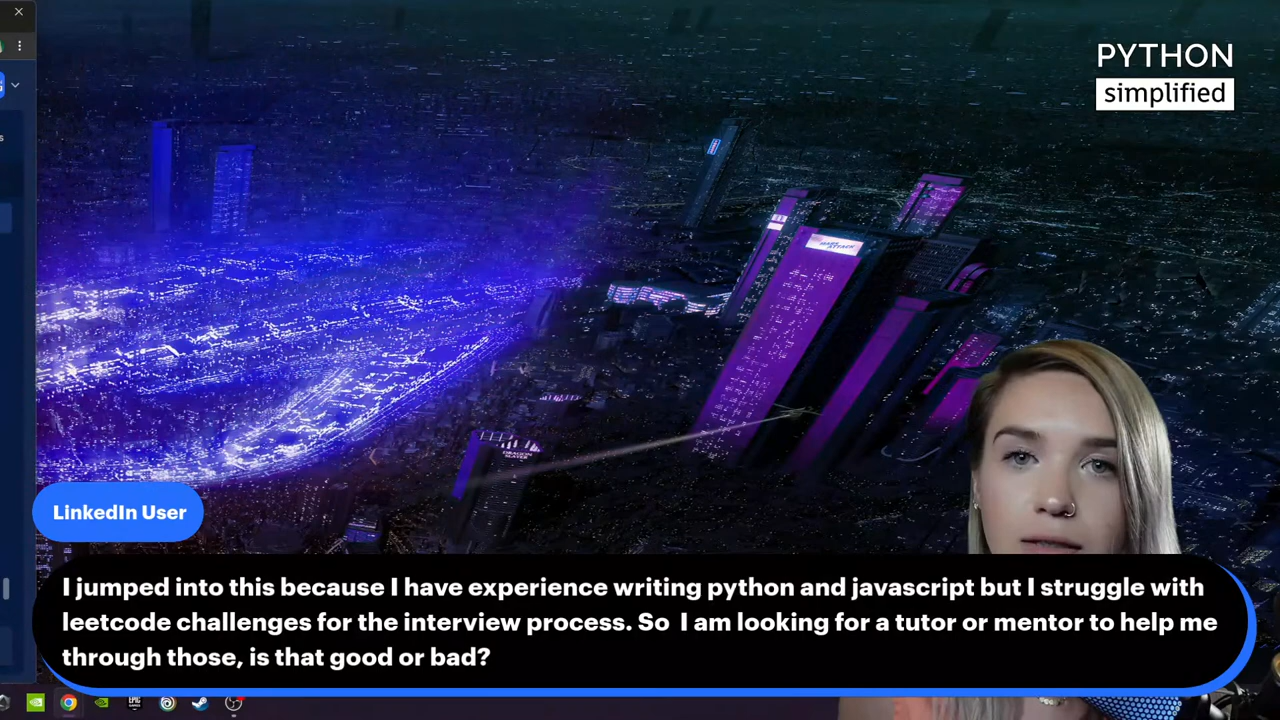 PYTHON
simplified
DRAGON
SLAYER
LinkedIn User
I jumped into this because I have experience writing python and javascript but I struggle with
leetcode challenges for the interview process. So I am looking for a tutor or mentor to help me
through those, is that good or bad?